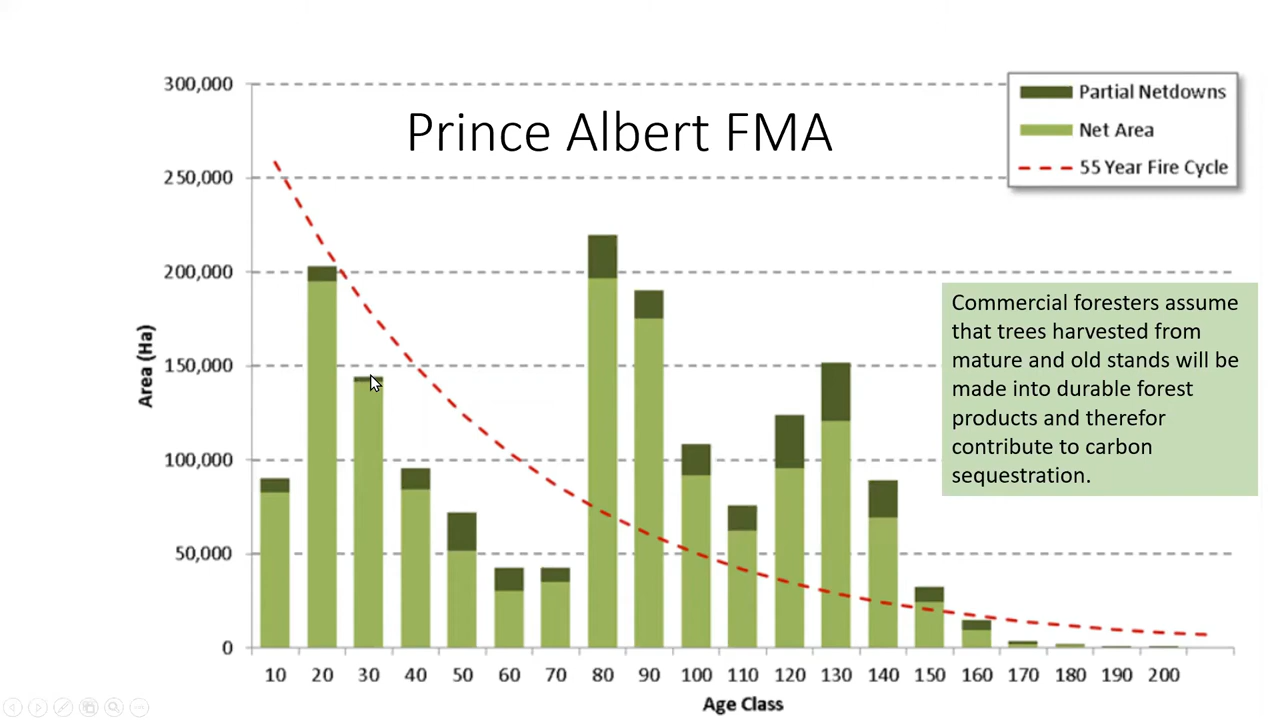 Prince Albert FMA
Partial Netdowns
Net Area
55 Year Fire Cycle
300,000
250,000
200,000
150,000
100,000
50,000
0
Area (Ha)
Commercial foresters assume
that trees harvested from
mature and old stands will be
made into durable forest
products and therefor
contribute to carbon
sequestration.
10 20 30 40 50 60 70 80 90 100 110 120 130 140 150 160 170 180 190 200
Age Class